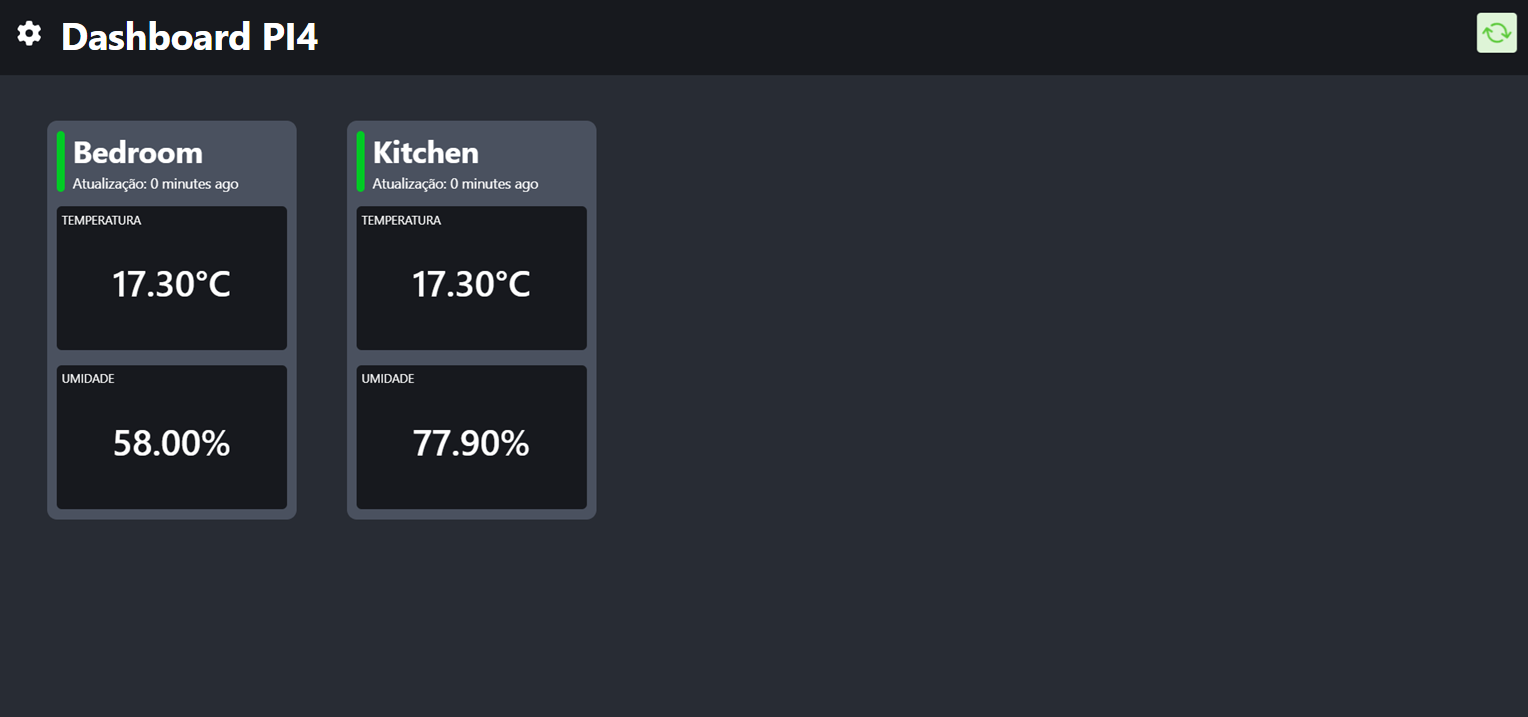 Dashboard PI4
Bedroom
Atualização: 0 minutes ago
TEMPERATURA
17.30°C
UMIDADE
58.00%
Kitchen
Atualização: 0 minutes ago
TEMPERATURA
17.30°C
UMIDADE
77.90%